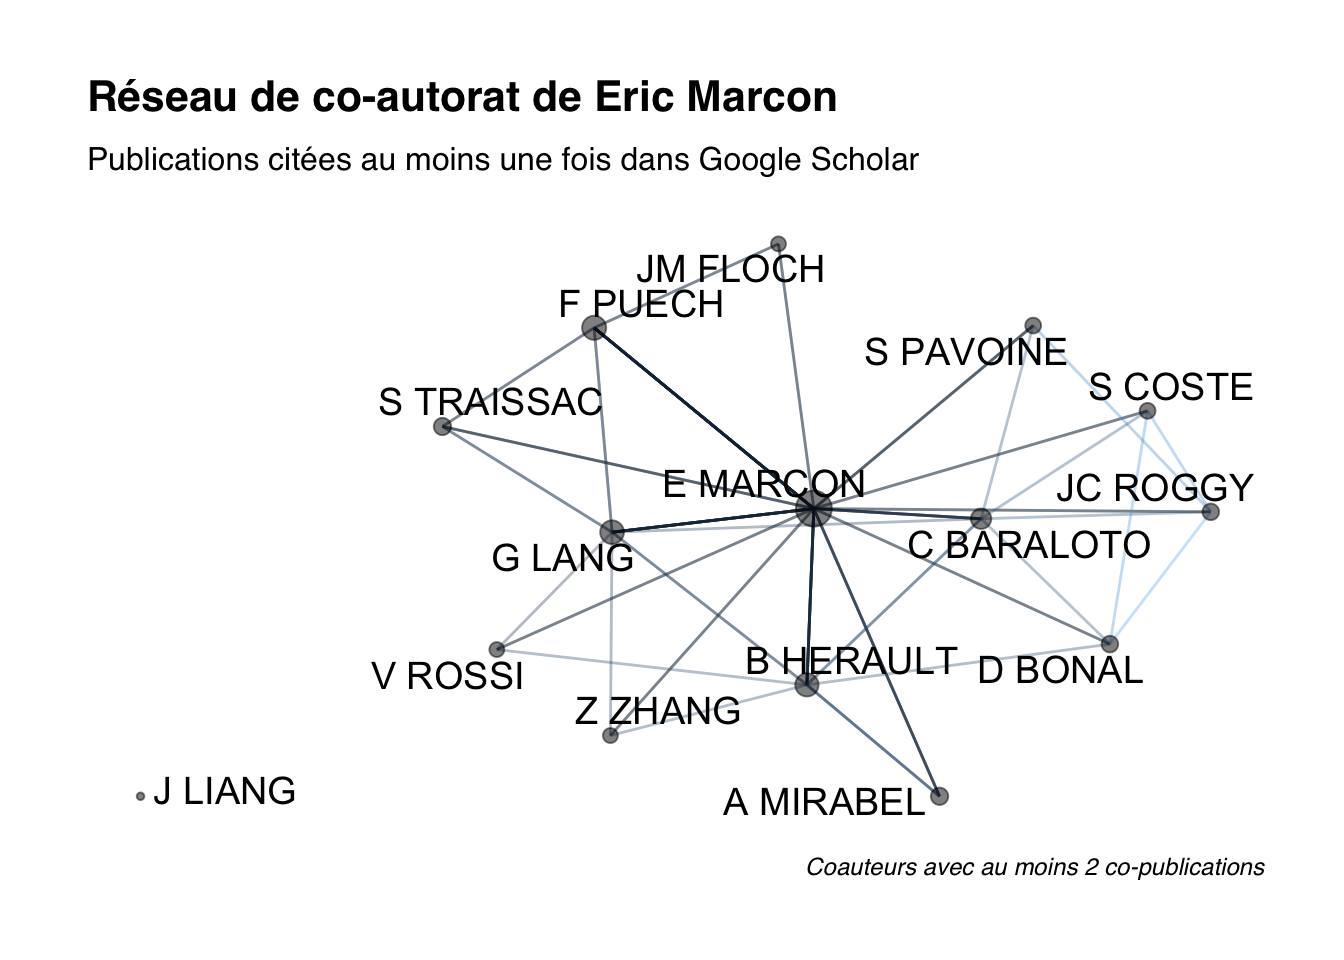 Réseau de co-autorat de Eric Marcon
Publications citées au moins une fois dans Google Scholar
JM FLOCH
F PUECH
S PAVOINE
S COSTE
S TRAISSAC
E MARCON
JC ROGGY
C BARALOTO
G LANG
B HERAULT
D BONAL
V ROSSI
Z ZHANG
J LIANG
A MIRABEL
Coauteurs avec au moins 2 co-publications